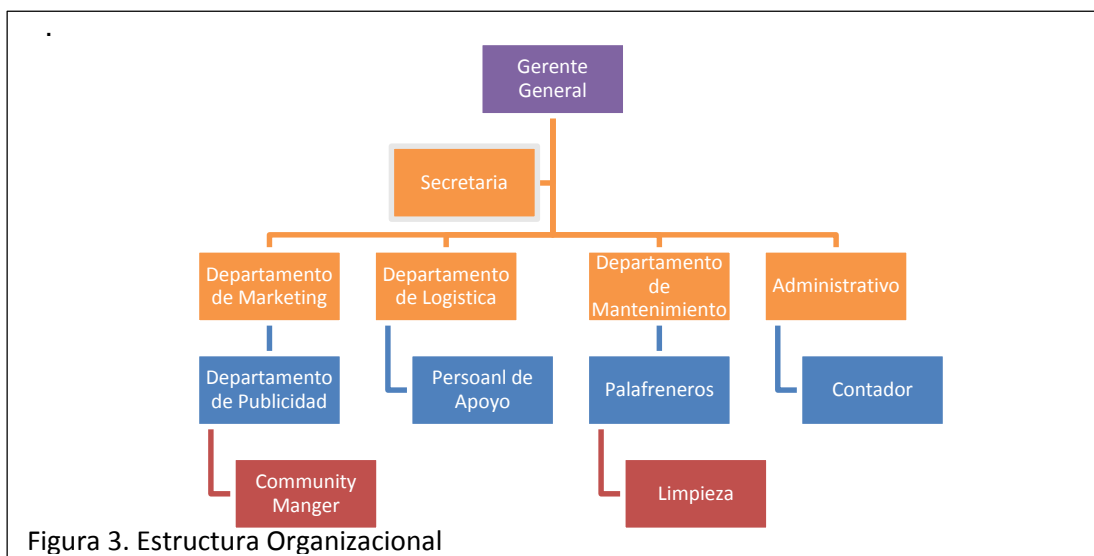 .
Gerente
General
Secretaria
Departamento
de Marketing
Departamento
de Logistica
Departamento
de
Mantenimiento
Administrativo
Departamento
de Publicidad
Persoanl de
Apoyo
Palafreneros
Contador
Community
Manger
Limpieza
Figura 3. Estructura Organizacional